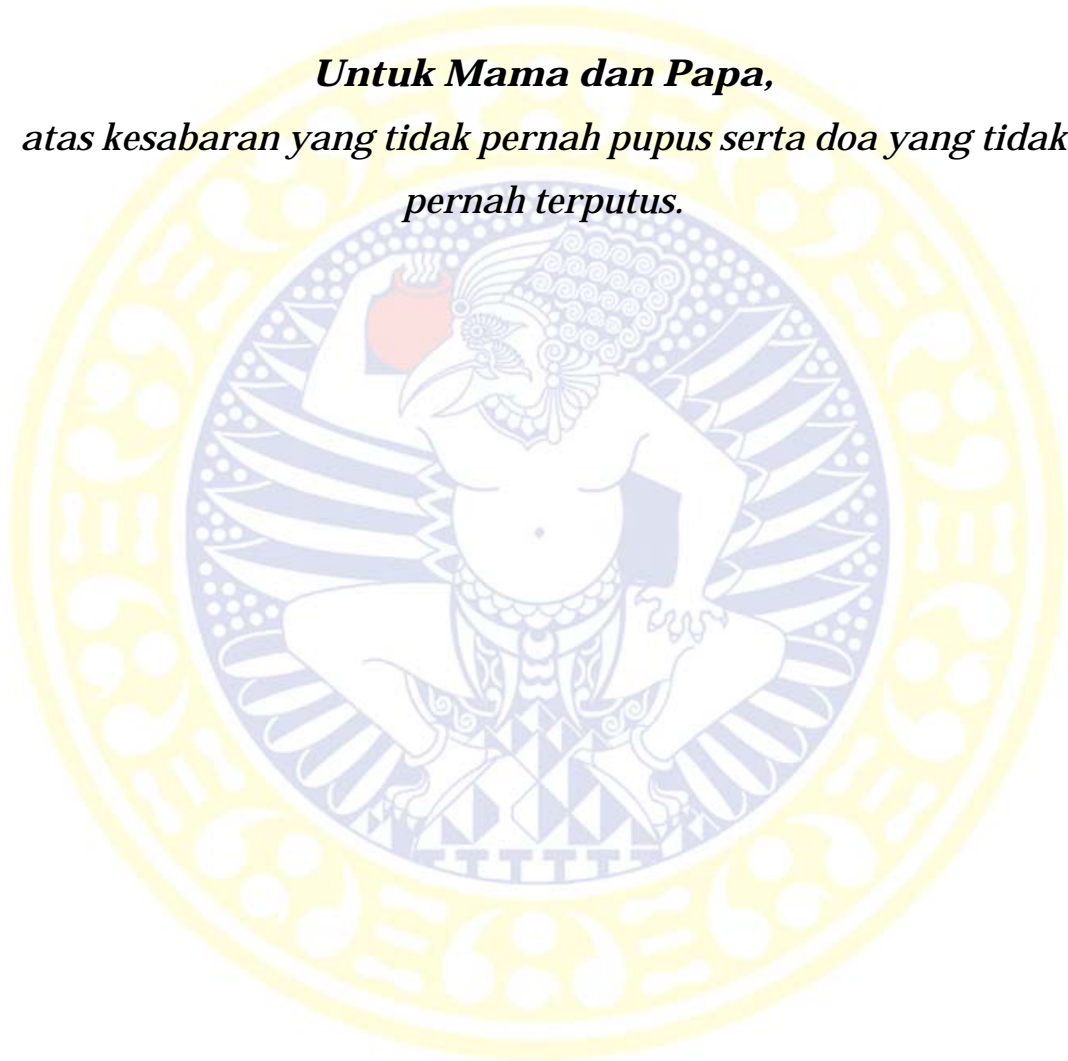 Untuk Mama dan Papa,
atas kesabaran yang tidak pernah pupus serta doa yang tidak
pernah terputus.